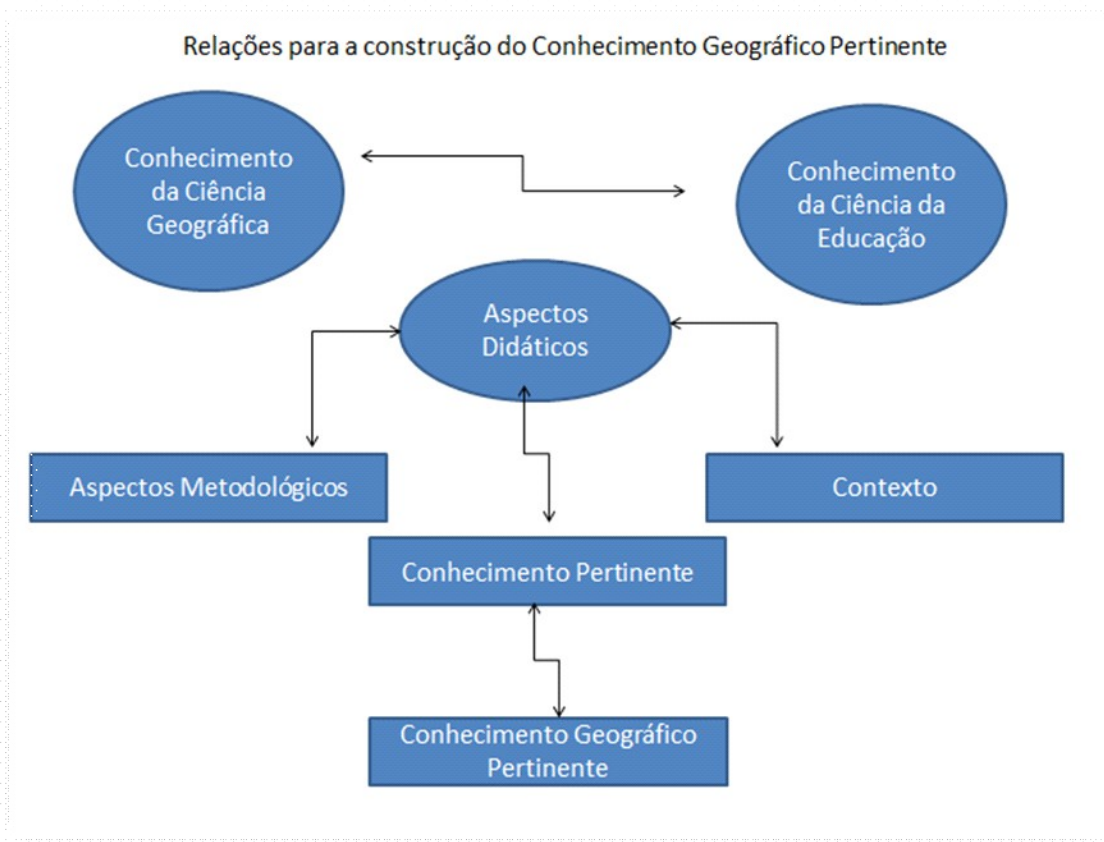 Relações para a construção do Conhecimento Geográfico Pertinente
Conhecimento
da Ciência
Geográfica
Conhecimento
da Ciência da
Educação
Aspectos
Didáticos
Aspectos Metodológicos
Contexto
Conhecimento Pertinente
Conhecimento Geográfico
Pertinente